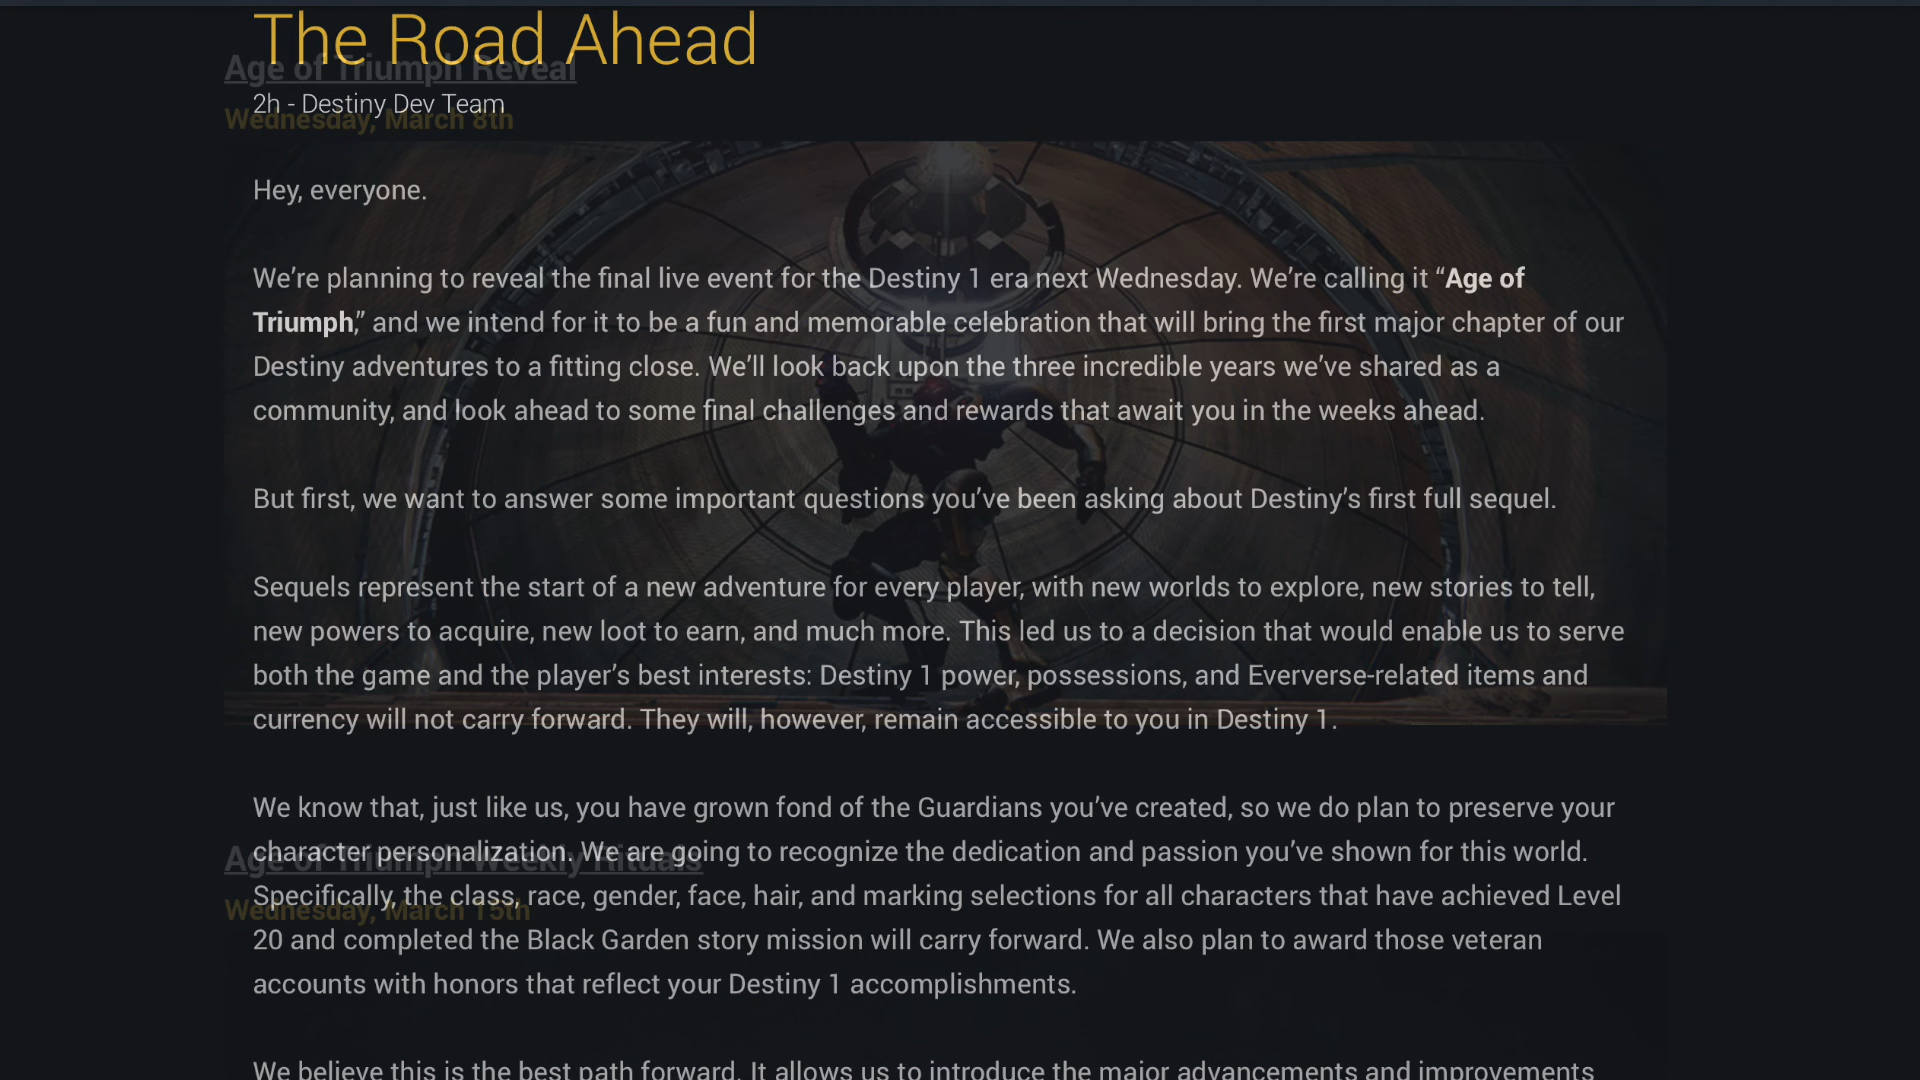 The Road Ahead
Age of Triumph Reveal
2h - Destiny Dev Team
Wednesday, March 8th
Hey, everyone.
We’re planning to reveal the final live event for the Destiny 1 era next Wednesday. We’re calling it “Age of
Triumph,” and we intend for it to be a fun and memorable celebration that will bring the first major chapter of our
Destiny adventures to a fitting close. We’ll look back upon the three incredible years we’ve shared as a
community, and look ahead to some final challenges and rewards that await you in the weeks ahead.
But first, we want to answer some important questions you’ve been asking about Destiny’s first full sequel.
Sequels represent the start of a new adventure for every player, with new worlds to explore, new stories to tell,
new powers to acquire, new loot to earn, and much more. This led us to a decision that would enable us to serve
both the game and the player’s best interests: Destiny 1 power, possessions, and Eververse-related items and
currency will not carry forward. They will, however, remain accessible to you in Destiny 1.
We know that, just like us, you have grown fond of the Guardians you’ve created, so we do plan to preserve your
character personalization. We are going to recognize the dedication and passion you’ve shown for this world.
Age of Triumph Weekly Rituals
Specifically, the class, race, gender, face, hair, and marking selections for all characters that have achieved Level
Wednesday, March 15th
20 and completed the Black Garden story mission will carry forward. We also plan to award those veteran
accounts with honors that reflect your Destiny 1 accomplishments.
We believe this is the best path forward. It allows us to introduce the major advancements and improvements